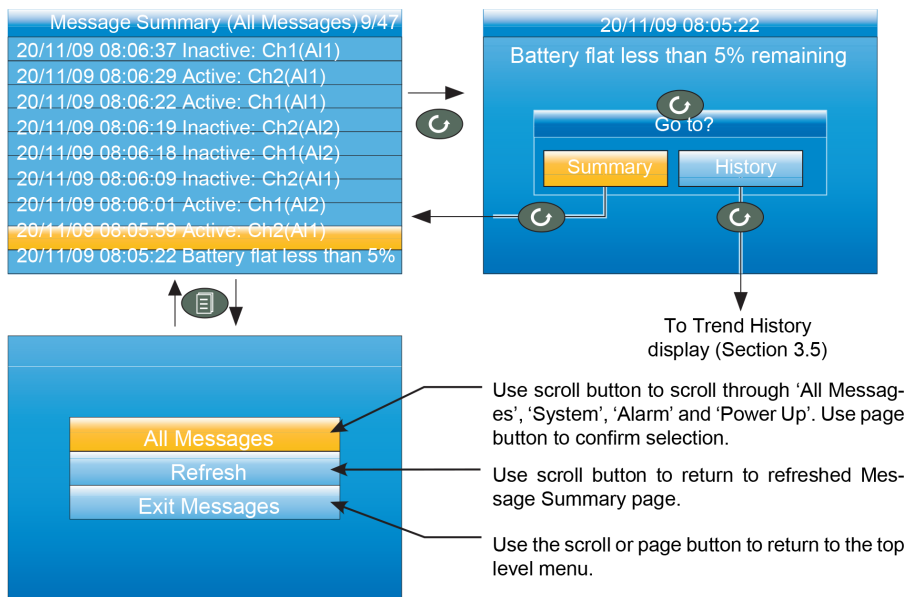 Message Summary (All Messages) 9/47
20/11/09 08:06:37 Inactive: Ch1(Al1)
20/11/09 08:06:29 Active: Ch2(Al1)
20/11/09 08:06:22 Active: Ch1(Al1)
20/11/09 08:06:19 Inactive: Ch2(Al2)
20/11/09 08:06:18 Inactive: Ch1(Al2)
20/11/09 08:06:09 Inactive: Ch2(Al1)
20/11/09 08:06:01 Active: Ch1(Al2)
20/11/09 08:05:59 Active: Ch2(Al1)
20/11/09 08:05:22 Battery flat less than 5%
20/11/09 08:05:22
Battery flat less than 5% remaining
Go to?
Summary
History
To Trend History
display (Section 3.5)
All Messages
Refresh
Exit Messages
Use scroll button to scroll through ‘All Messag-
es’, ‘System’, ‘Alarm’ and ‘Power Up’. Use page
button to confirm selection.
Use scroll button to return to refreshed Mes-
sage Summary page.
Use the scroll or page button to return to the top
level menu.